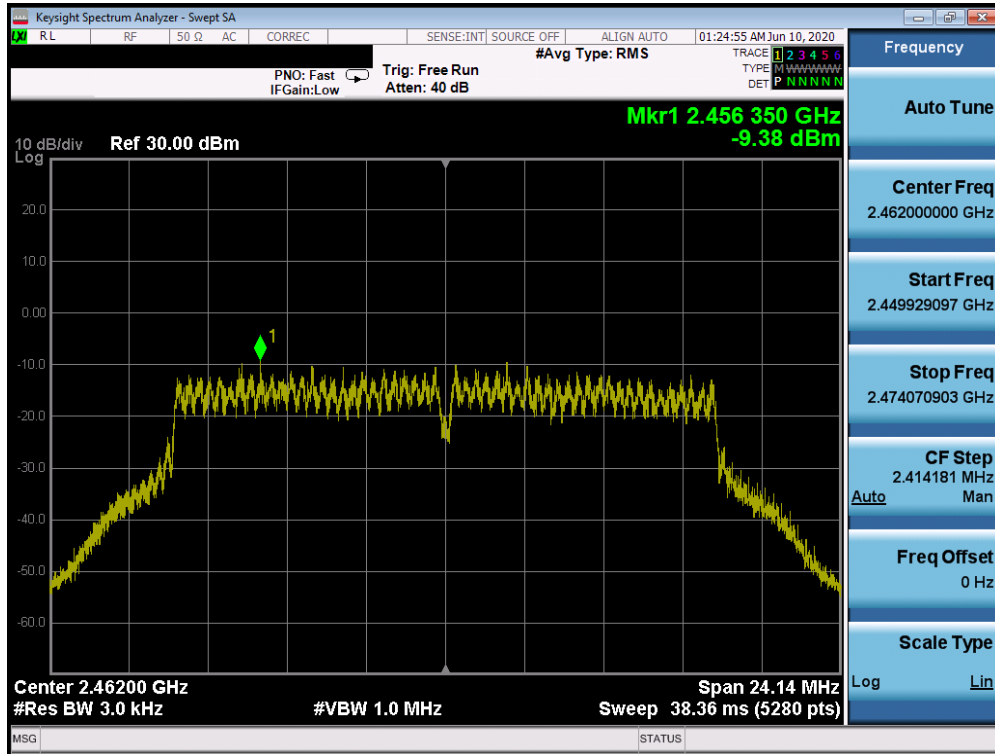 Keysight Spectrum Analyzer - Swept SA
LXI RL RF 50 Ω AC CORREC SENSE:INT SOURCE OFF ALIGN AUTO 01:24:55 AM Jun 10, 2020
#Avg Type: RMS
TRACE 1 2 3 4 5 6
PNO: Fast Trig: Free Run
TYPE M WWWWW
IFGain:Low Atten: 40 dB
DET P N N N N N
Mkr1 2.456 350 GHz
-9.38 dBm
10 dB/div Ref 30.00 dBm
Log
20.0
10.0
0.00
1
-10.0
-20.0
-30.0
-40.0
-50.0
-60.0
Center 2.46200 GHz Span 24.14 MHz
#Res BW 3.0 kHz #VBW 1.0 MHz Sweep 38.36 ms (5280 pts)
MSG STATUS
Frequency
Auto Tune
Center Freq
2.462000000 GHz
Start Freq
2.449929097 GHz
Stop Freq
2.474070903 GHz
CF Step
2.414181 MHz
Auto Man
Freq Offset
0 Hz
Scale Type
Log Lin